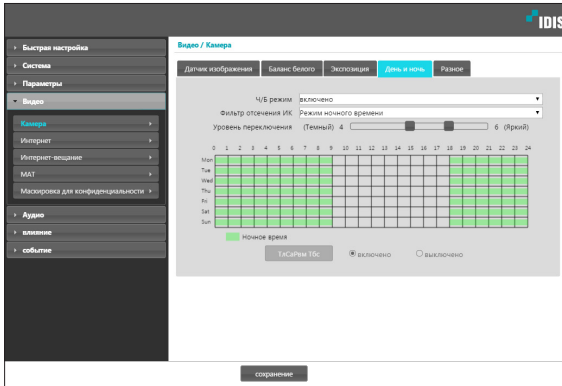 IDIS
Быстрая настройка
Система
Параметры
Видео
Камера
Интернет
Интернет-вещание
MAT
Маскировка для конфиденциальности
Аудио
влияние
событие
Видео / Камера
Датчик изображения Баланс белого Экспозиция День и ночь Разное
Ч/Б режим включено
Фильтр отсечения ИК Режим ночного времени
Уровень переключения (Темный) 4 6 (Яркий)
0 1 2 3 4 5 6 7 8 9 10 11 12 13 14 15 16 17 18 19 20 21 22 23 24
Mon
Tue
Wed
Thu
Fri
Sat
Sun
Ночное время
включено выключено
сохранение